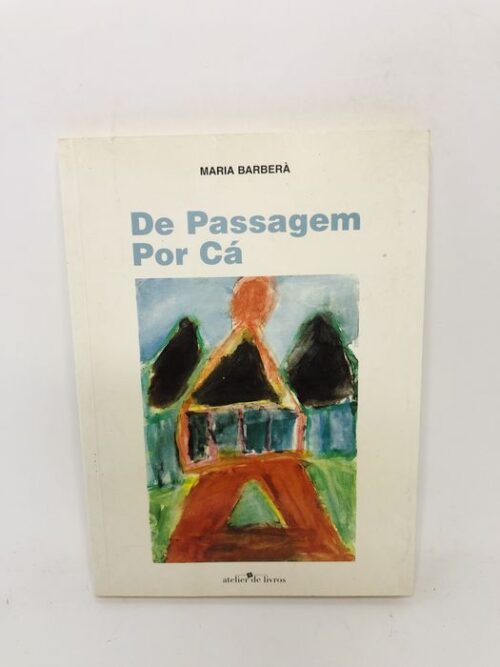 MARIA BARBERÀ
De Passagem
Por Cá
atelier de livros